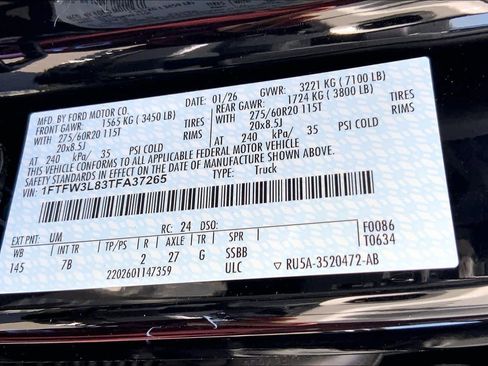 MFD. BY FORD MOTOR CO. 01/26 GVWR: 3221 KG ( 7100 LB)
FRONT GAWR: 1565 KG ( 3450 LB) REAR GAWR: 1724 KG ( 3800 LB)
275/60R20 115T TIRES 275/60R20 115T TIRES
20x8.5J RIMS 20x8.5J RIMS
AT 240 kPa/ 35 PSI COLD AT 240 kPa/ 35 PSI COLD
THIS VEHICLE CONFORMS TO ALL APPLICABLE FEDERAL MOTOR VEHICLE
SAFETY STANDARDS IN EFFECT ON THE DATE OF MANUFACTURE SHOWN ABOVE.
VIN: 1FTFW3L83TFA37265 TYPE: Truck
EXT PNT: UM RC: 24 DSO: F0086
WB INT TR TP/PS R AXLE TR SPR T0634
145 7B 2 27 G SSBB
2202601147359 ULC ▽ RU5A-3520472-AB